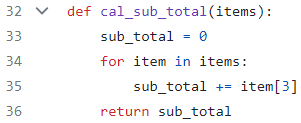 32 def cal_sub_total(items):
33     sub_total = 0
34     for item in items:
35         sub_total += item[3]
36     return sub_total